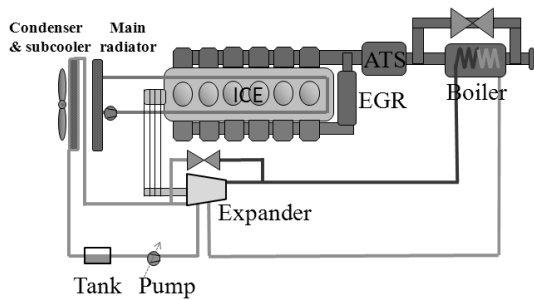 Condenser
& subcooler
Main
radiator
ICE
ATS
EGR
Boiler
Expander
Tank
Pump